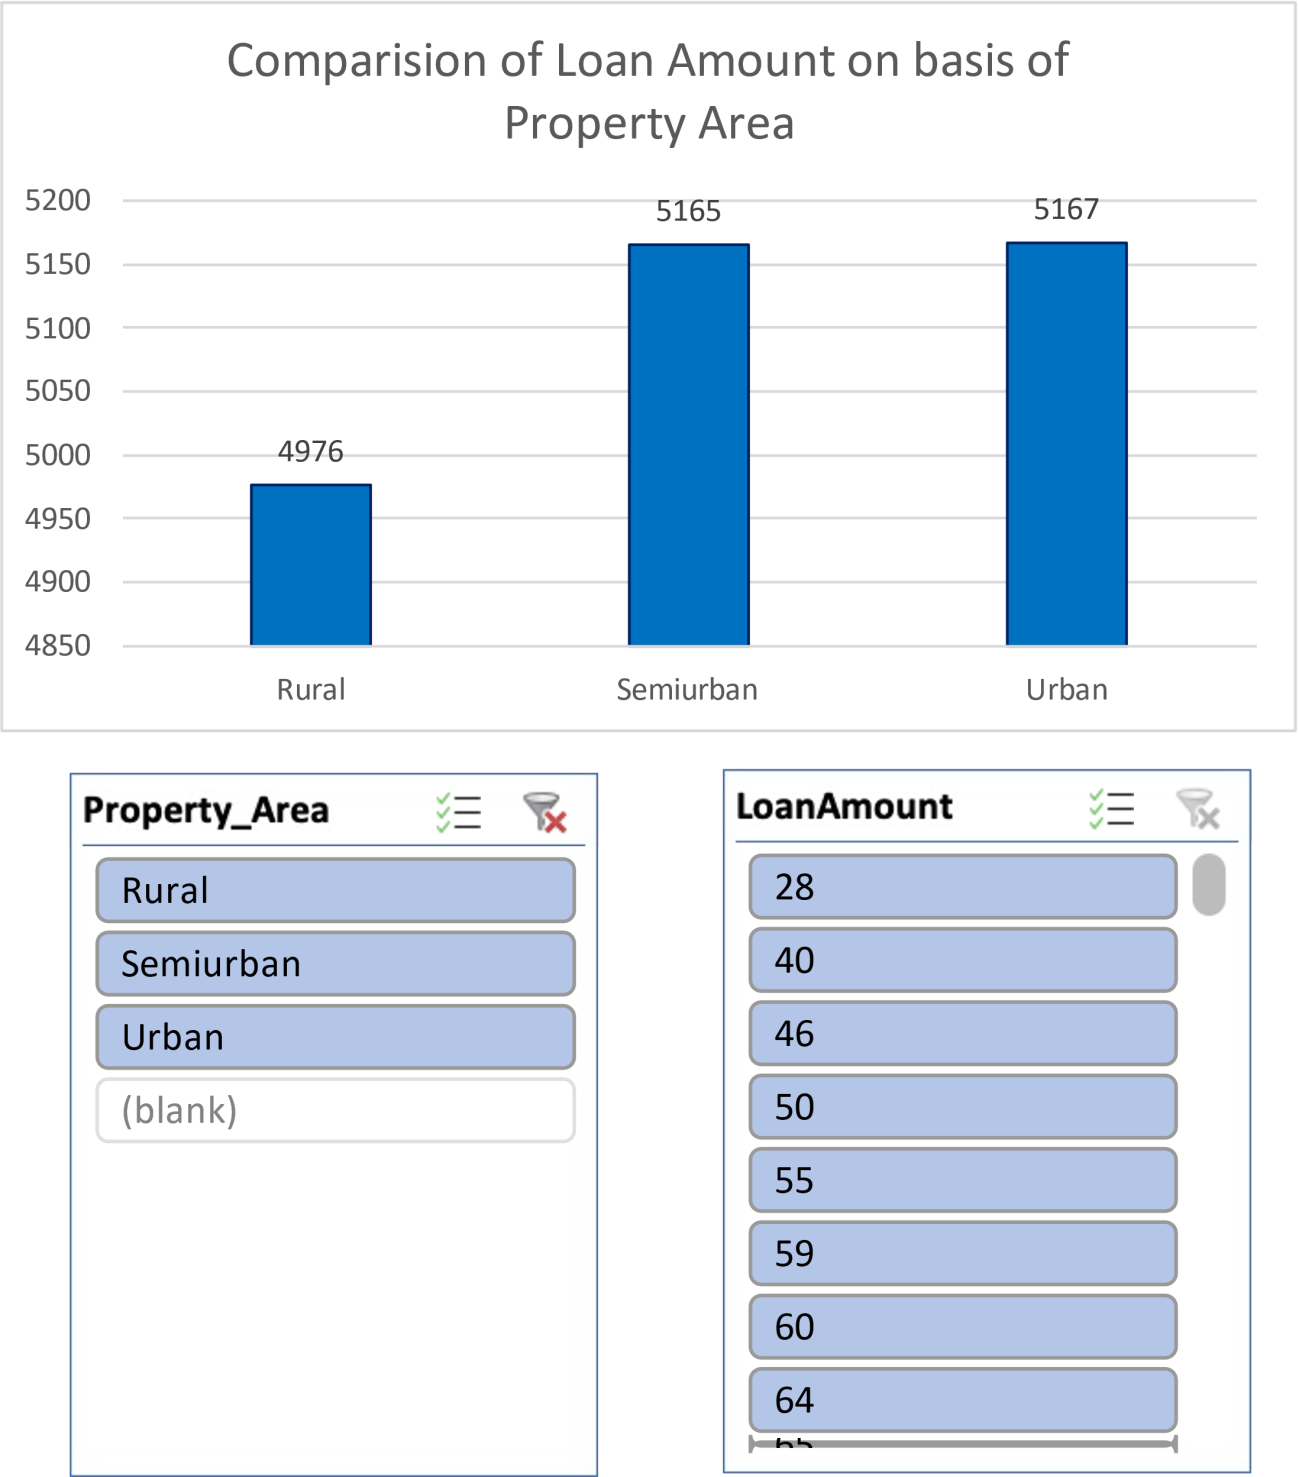 Comparision of Loan Amount on basis of
Property Area
5200
5150
5100
5050
5000
4950
4900
4850
4976
5165
5167
Rural
Semiurban
Urban
Property_Area
Rural
Semiurban
Urban
(blank)
LoanAmount
28
40
46
50
55
59
60
64